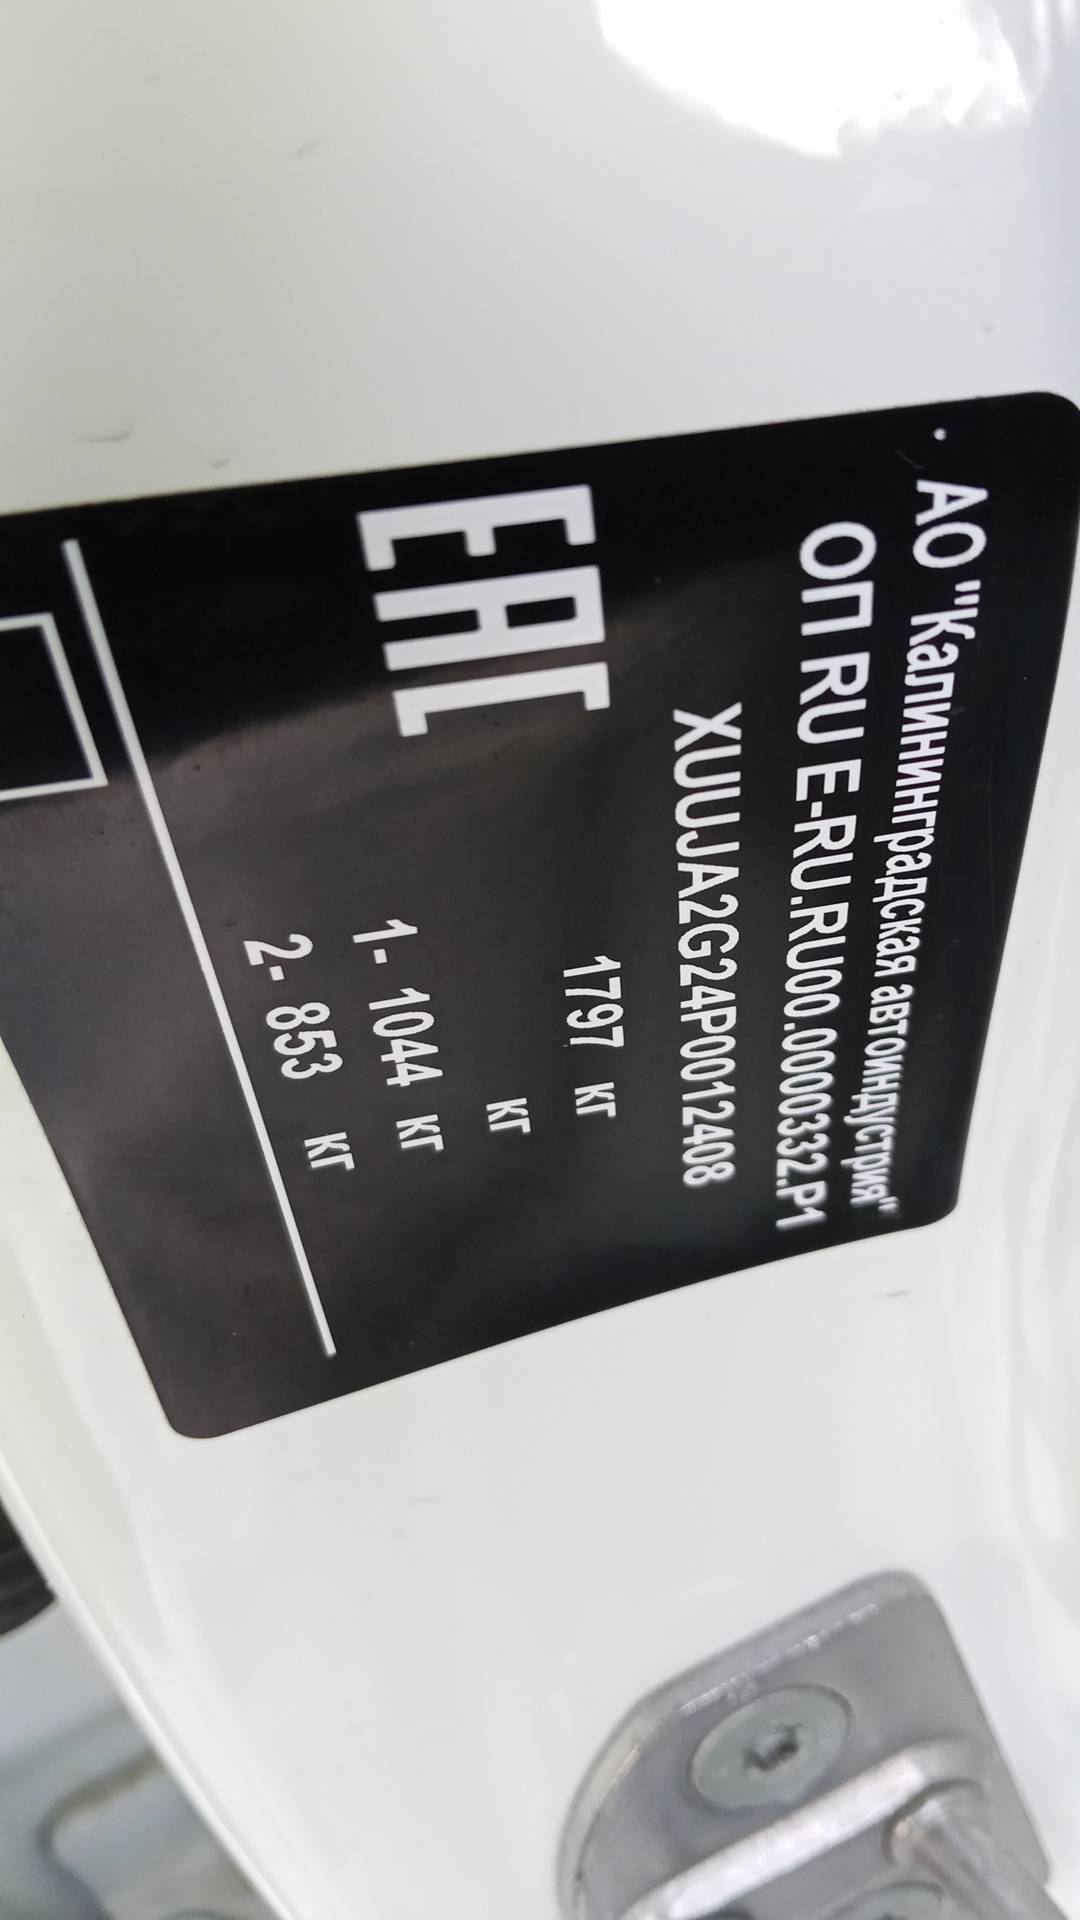 АО "Калининградская автоиндустрия"
ОП RU E-RU.RU00.0000332.P1
XUUJA2G24P0012408
EAC
1797 кг
кг
1- 1044 кг
2- 853 кг